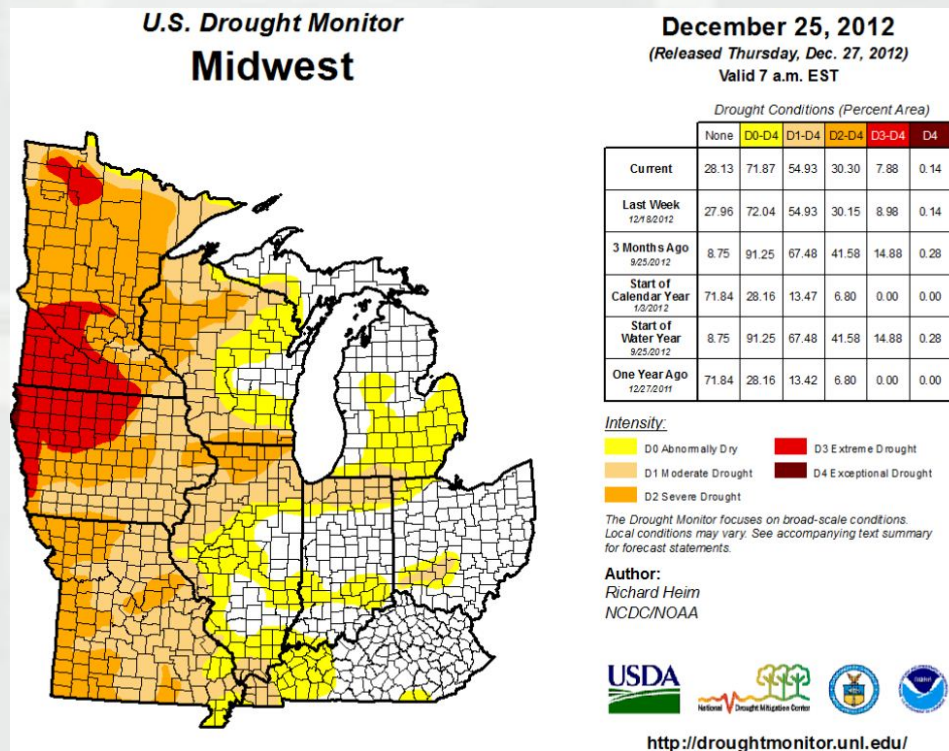 U.S. Drought Monitor
Midwest
December 25, 2012
(Released Thursday, Dec. 27, 2012)
Valid 7 a.m. EST
Drought Conditions (Percent Area)
None D0-D4 D1-D4 D2-D4 D3-D4 D4
Current 28.13 71.87 54.93 30.30 7.88 0.14
Last Week
12/18/2012 27.96 72.04 54.93 30.15 8.98 0.14
3 Months Ago
9/25/2012 8.75 91.25 67.48 41.58 14.88 0.28
Start of
Calendar Year
1/3/2012 71.84 28.16 13.47 6.80 0.00 0.00
Start of
Water Year
9/25/2012 8.75 91.25 67.48 41.58 14.88 0.28
One Year Ago
12/27/2011 71.84 28.16 13.42 6.80 0.00 0.00
Intensity:
D0 Abnormally Dry
D1 Moderate Drought
D2 Severe Drought
D3 Extreme Drought
D4 Exceptional Drought
The Drought Monitor focuses on broad-scale conditions.
Local conditions may vary. See accompanying text summary
for forecast statements.
Author:
Richard Heim
NCDC/NOAA
USDA
National Drought Mitigation Center
http://droughtmonitor.unl.edu/